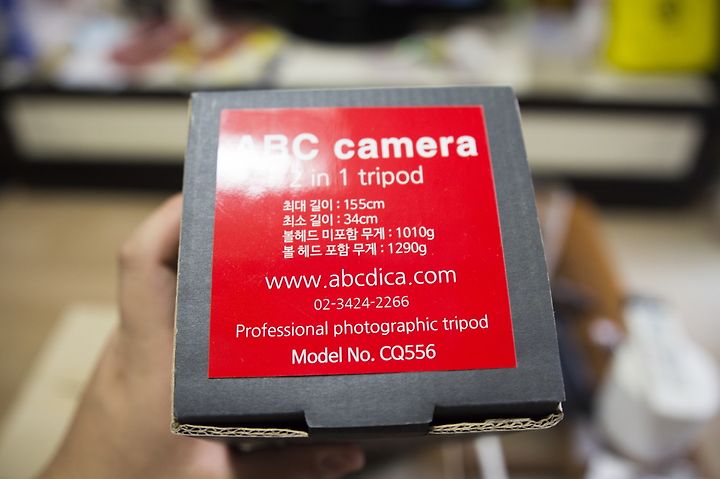 ABC camera
2 in 1 tripod
최대 길이 : 155cm
최소 길이 : 34cm
볼헤드 미포함 무게 : 1010g
볼 헤드 포함 무게 : 1290g
www.abcdica.com
02-3424-2266
Professional photographic tripod
Model No. CQ556